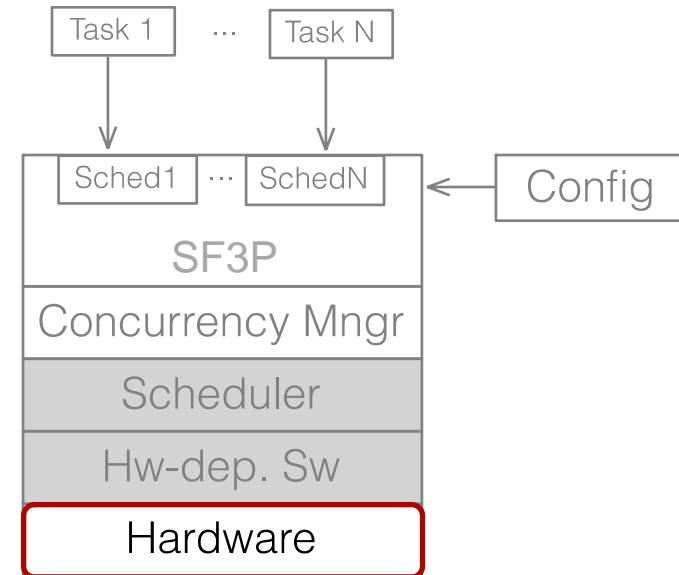 Task 1 ... Task N
Sched1 ... SchedN
Config
SF3P
Concurrency Mngr
Scheduler
Hw-dep. Sw
Hardware